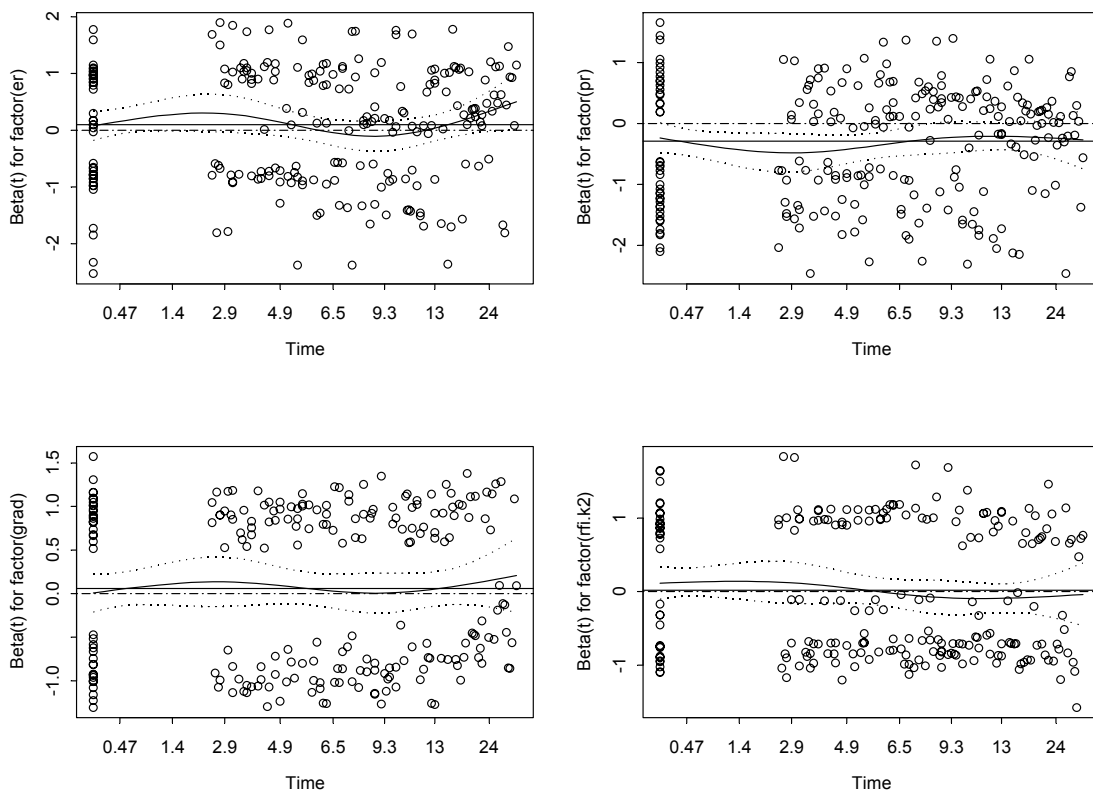 Beta(t) for factor(er)
2
1
0
-1
-2
0.47 1.4 2.9 4.9 6.5 9.3 13 24
Time
Beta(t) for factor(pr)
1
0
-1
-2
0.47 1.4 2.9 4.9 6.5 9.3 13 24
Time
Beta(t) for factor(grad)
1.5
1.0
0.5
0.0
-1.0
0.47 1.4 2.9 4.9 6.5 9.3 13 24
Time
Beta(t) for factor(rfi.k2)
1
0
-1
0.47 1.4 2.9 4.9 6.5 9.3 13 24
Time